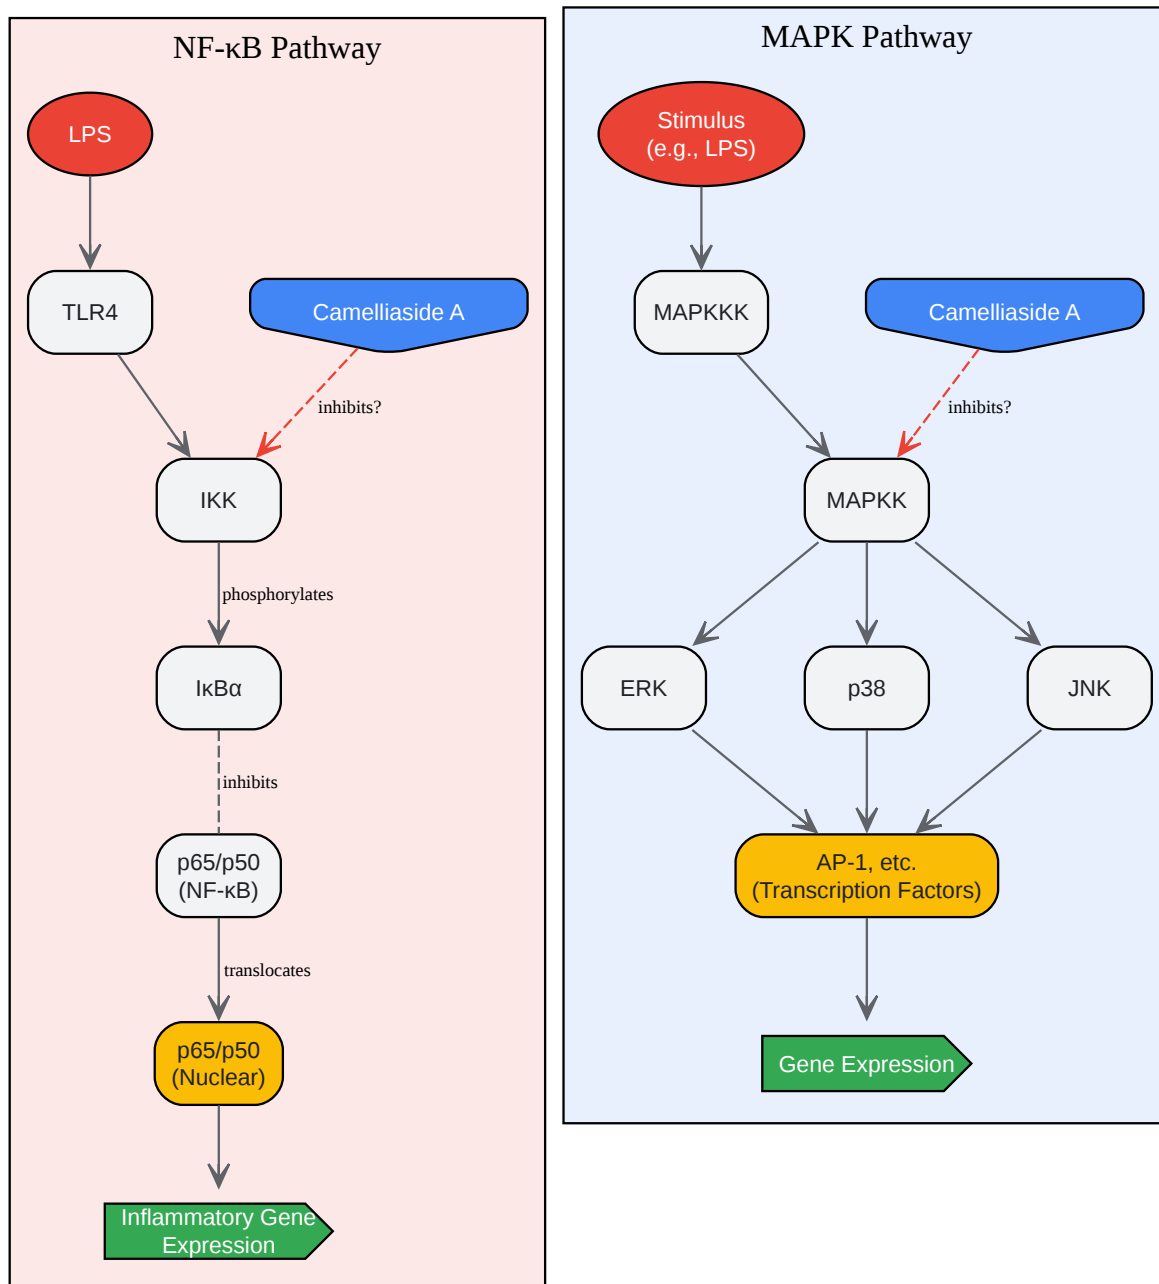 NF-κB Pathway
LPS
TLR4
Camelliaside A
inhibits?
IKK
phosphorylates
IκBα
inhibits
p65/p50
(NF-κB)
translocates
p65/p50
(Nuclear)
Inflammatory Gene
Expression
MAPK Pathway
Stimulus
(e.g., LPS)
MAPKKK
Camelliaside A
inhibits?
MAPKK
ERK
p38
JNK
AP-1, etc.
(Transcription Factors)
Gene Expression